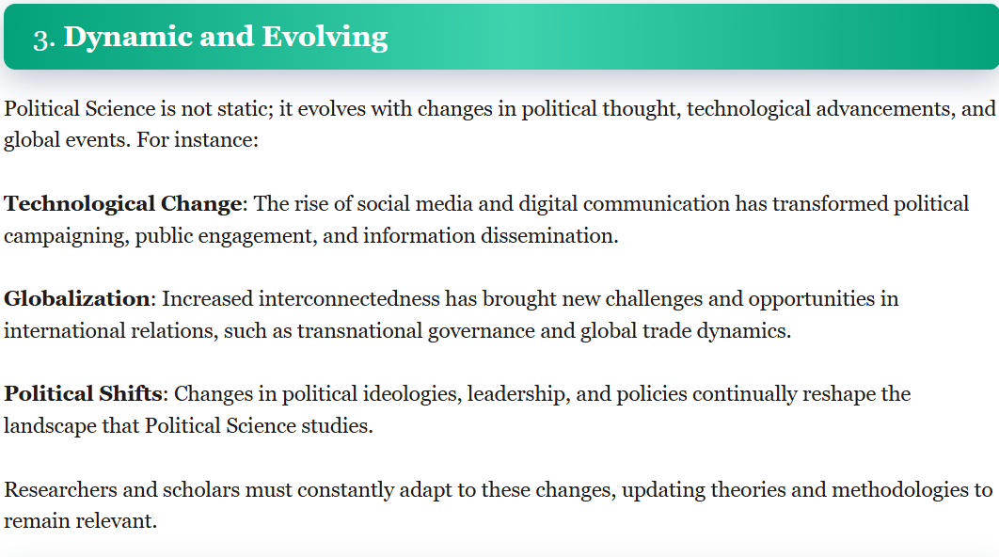 3. Dynamic and Evolving
Political Science is not static; it evolves with changes in political thought, technological advancements, and
global events. For instance:
Technological Change: The rise of social media and digital communication has transformed political
campaigning, public engagement, and information dissemination.
Globalization: Increased interconnectedness has brought new challenges and opportunities in
international relations, such as transnational governance and global trade dynamics.
Political Shifts: Changes in political ideologies, leadership, and policies continually reshape the
landscape that Political Science studies.
Researchers and scholars must constantly adapt to these changes, updating theories and methodologies to
remain relevant.